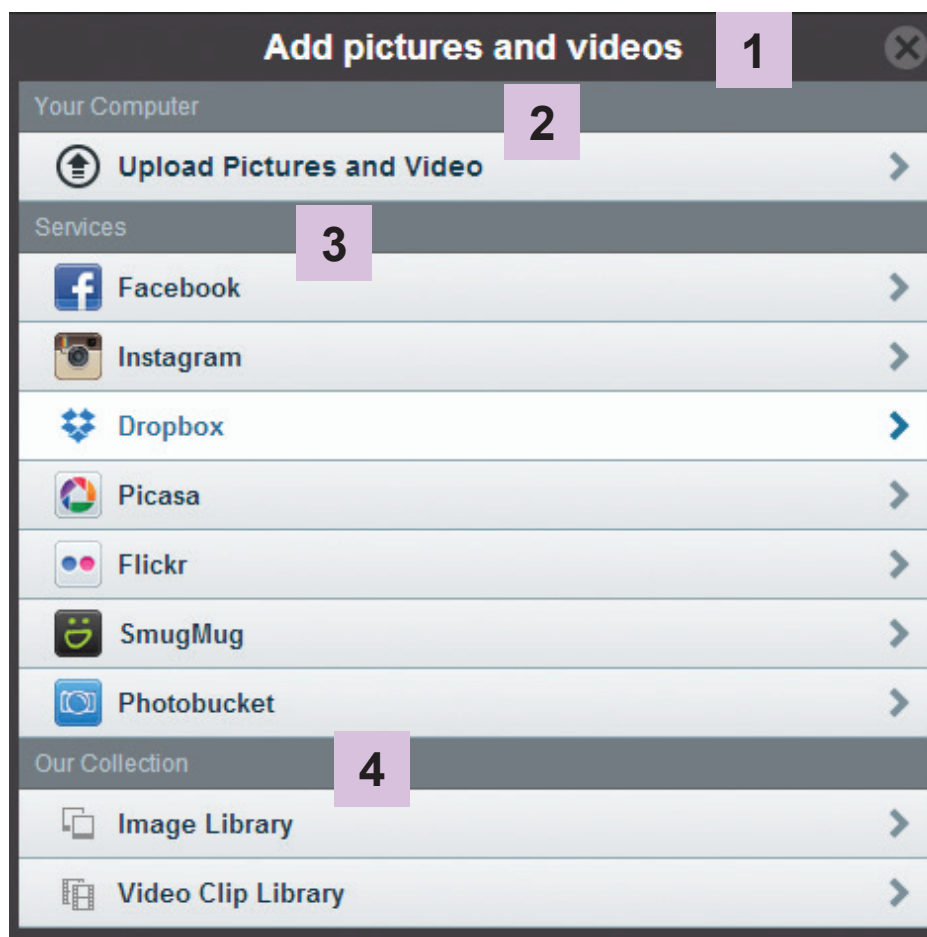 Add pictures and videos 1
Your Computer
2
Upload Pictures and Video
Services
3
Facebook
Instagram
Dropbox
Picasa
Flickr
SmugMug
Photobucket
Our Collection
4
Image Library
Video Clip Library